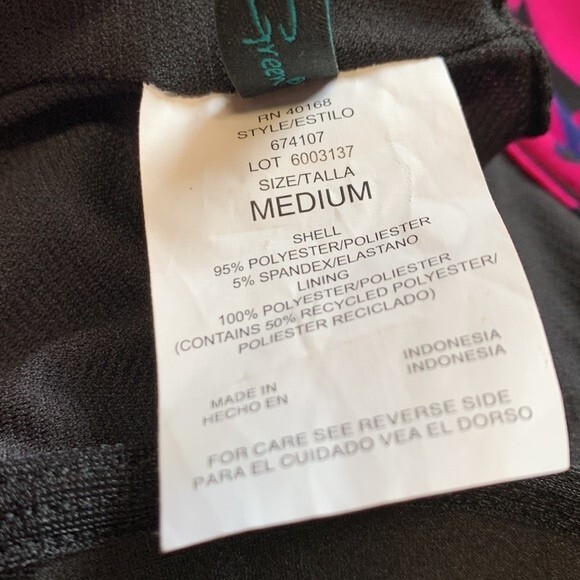 RN 40168
STYLE/ESTILO
674107
LOT 6003137
SIZE/TALLA
MEDIUM
SHELL
95% POLYESTER/POLIESTER
5% SPANDEX/ELASTANO
LINING
100% POLYESTER/POLIESTER
(CONTAINS 50% RECYCLED POLYESTER/
POLIESTER RECICLADO)
MADE IN INDONESIA
HECHO EN INDONESIA
FOR CARE SEE REVERSE SIDE
PARA EL CUIDADO VEA EL DORSO